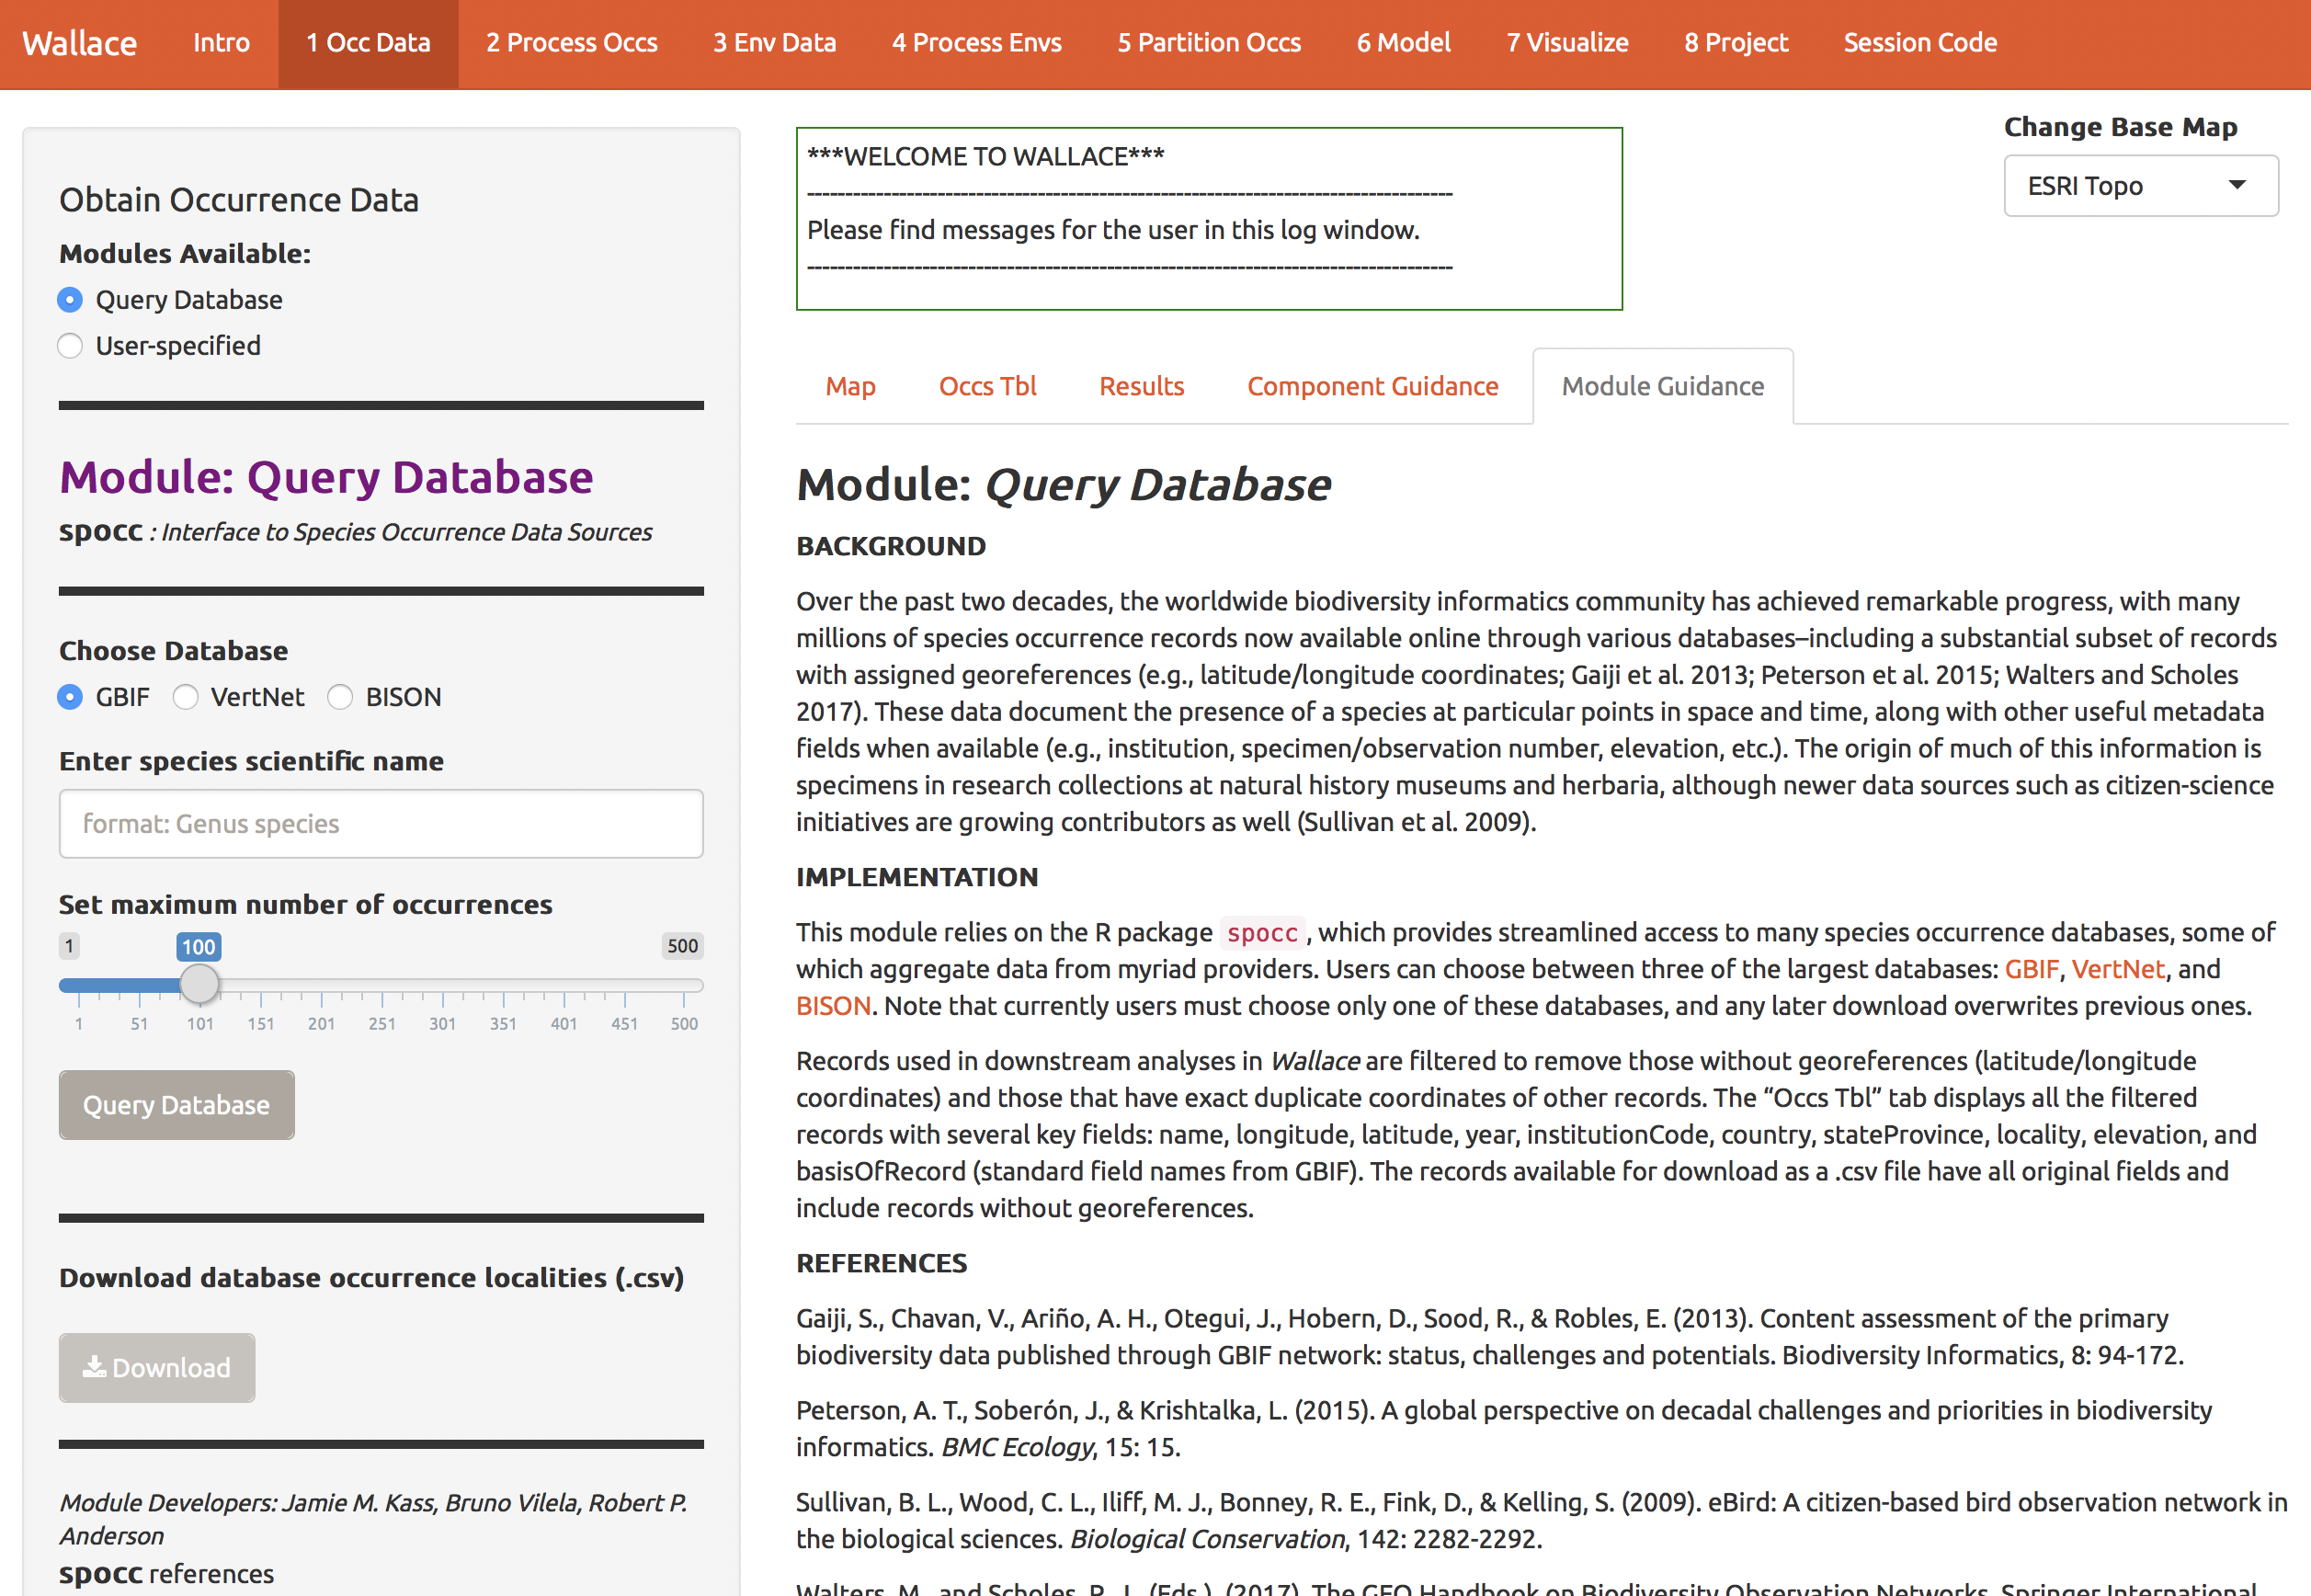 Wallace Intro 1 Occ Data 2 Process Occs 3 Env Data 4 Process Envs 5 Partition Occs 6 Model 7 Visualize 8 Project Session Code
Obtain Occurrence Data
Modules Available:
Query Database
User-specified
Module: Query Database
spocc : Interface to Species Occurrence Data Sources
Choose Database
GBIF VertNet BISON
Enter species scientific name
format: Genus species
Set maximum number of occurrences
1 100 500
1 51 101 151 201 251 301 351 401 451 500
Query Database
Download database occurrence localities (.csv)
Download
Module Developers: Jamie M. Kass, Bruno Vilela, Robert P.
Anderson
spocc references
***WELCOME TO WALLACE***
--------------------------------------------------------------------------------------
Please find messages for the user in this log window.
--------------------------------------------------------------------------------------
Change Base Map
ESRI Topo
Map Occs Tbl Results Component Guidance Module Guidance
Module: Query Database
BACKGROUND
Over the past two decades, the worldwide biodiversity informatics community has achieved remarkable progress, with many
millions of species occurrence records now available online through various databases–including a substantial subset of records
with assigned georeferences (e.g., latitude/longitude coordinates; Gaiji et al. 2013; Peterson et al. 2015; Walters and Scholes
2017). These data document the presence of a species at particular points in space and time, along with other useful metadata
fields when available (e.g., institution, specimen/observation number, elevation, etc.). The origin of much of this information is
specimens in research collections at natural history museums and herbaria, although newer data sources such as citizen-science
initiatives are growing contributors as well (Sullivan et al. 2009).
IMPLEMENTATION
This module relies on the R package spocc , which provides streamlined access to many species occurrence databases, some of
which aggregate data from myriad providers. Users can choose between three of the largest databases: GBIF, VertNet, and
BISON. Note that currently users must choose only one of these databases, and any later download overwrites previous ones.
Records used in downstream analyses in Wallace are filtered to remove those without georeferences (latitude/longitude
coordinates) and those that have exact duplicate coordinates of other records. The “Occs Tbl” tab displays all the filtered
records with several key fields: name, longitude, latitude, year, institutionCode, country, stateProvince, locality, elevation, and
basisOfRecord (standard field names from GBIF). The records available for download as a .csv file have all original fields and
include records without georeferences.
REFERENCES
Gaiji, S., Chavan, V., Ariño, A. H., Otegui, J., Hobern, D., Sood, R., & Robles, E. (2013). Content assessment of the primary
biodiversity data published through GBIF network: status, challenges and potentials. Biodiversity Informatics, 8: 94-172.
Peterson, A. T., Soberón, J., & Krishtalka, L. (2015). A global perspective on decadal challenges and priorities in biodiversity
informatics. BMC Ecology, 15: 15.
Sullivan, B. L., Wood, C. L., Iliff, M. J., Bonney, R. E., Fink, D., & Kelling, S. (2009). eBird: A citizen-based bird observation network in
the biological sciences. Biological Conservation, 142: 2282-2292.
Walters, M., and Scholes, R. J. (Eds.). (2017). The GEO Handbook on Biodiversity Observation Networks. Springer International